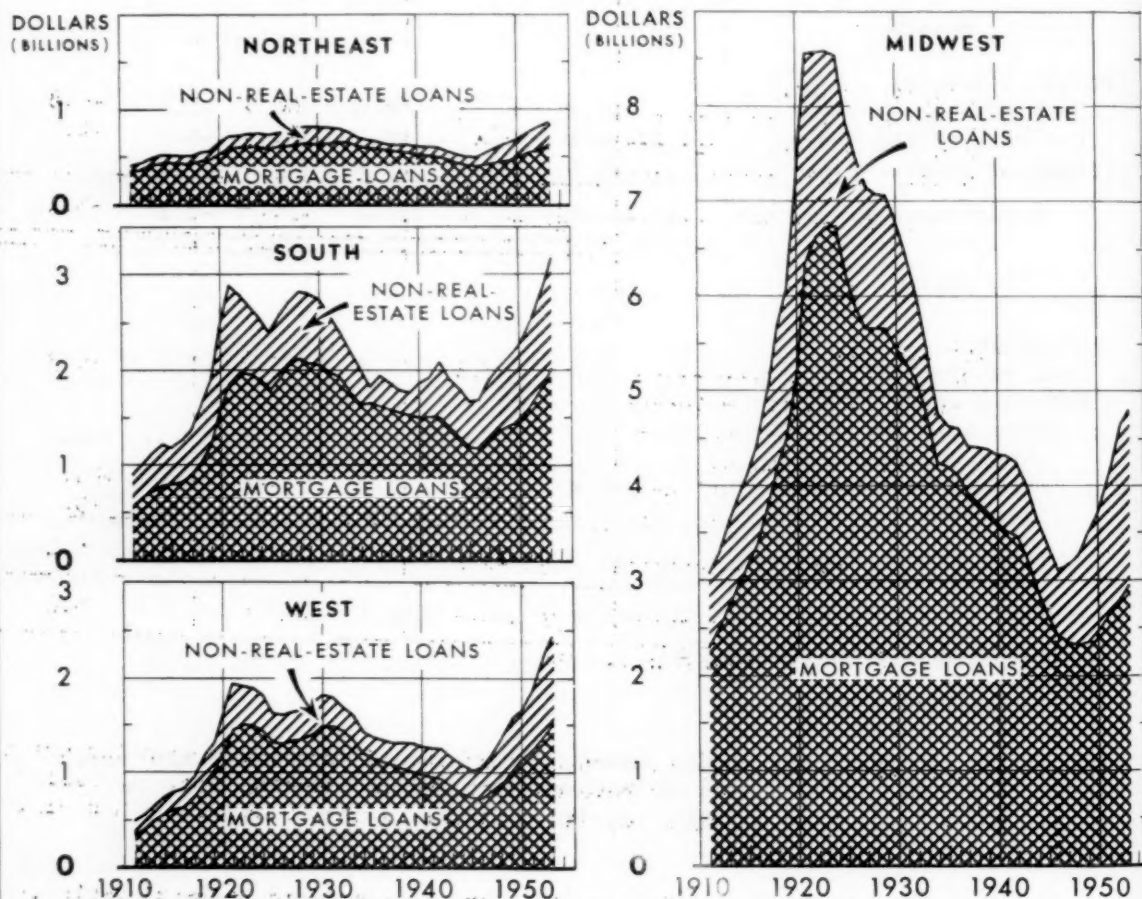 DOLLARS
(BILLIONS)
NORTHEAST
NON-REAL-ESTATE LOANS
1
MORTGAGE LOANS
0
SOUTH
3
NON-REAL-
ESTATE LOANS
2
1
MORTGAGE LOANS
0
3
WEST
NON-REAL-ESTATE LOANS
2
1
MORTGAGE LOANS
0
1910 1920 1930 1940 1950
DOLLARS
(BILLIONS)
MIDWEST
8
NON-REAL-ESTATE
LOANS
7
6
5
4
3
MORTGAGE LOANS
2
1
0
1910 1920 1930 1940 1950